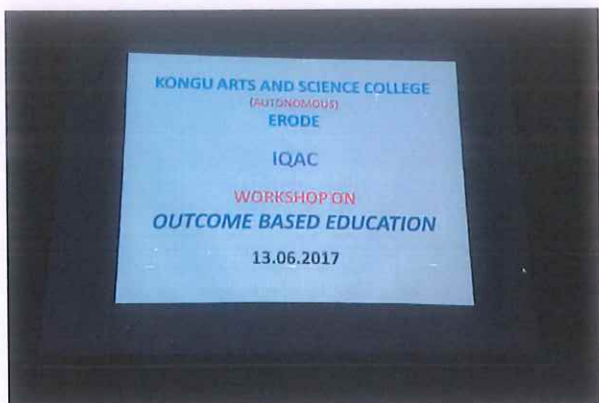 KONGU ARTS AND SCIENCE COLLEGE
(AUTONOMOUS)
ERODE
IQAC
WORKSHOP ON
OUTCOME BASED EDUCATION
13.06.2017